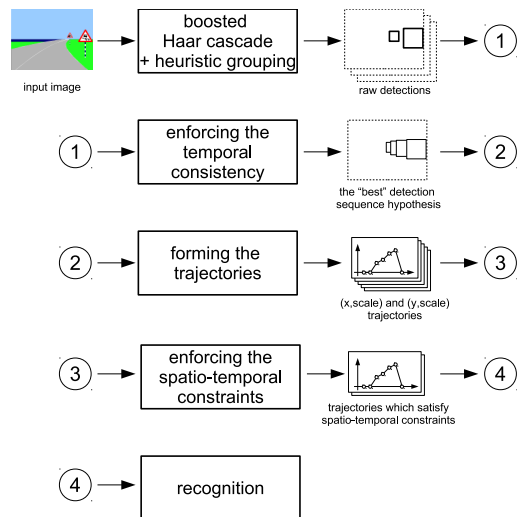 boosted
Haar cascade
+ heuristic grouping
1
input image
raw detections
1
enforcing the
temporal
consistency
2
the "best" detection
sequence hypothesis
2
forming the
trajectories
3
(x,scale) and (y,scale)
trajectories
3
enforcing the
spatio-temporal
constraints
4
trajectories which satisfy
spatio-temporal constraints
4
recognition